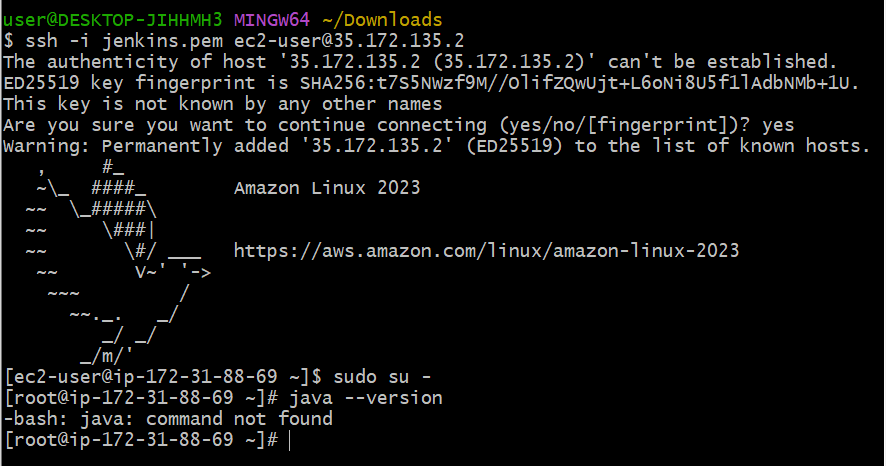 user@DESKTOP-JIHHMH3 MINGW64 ~/Downloads
$ ssh -i jenkins.pem ec2-user@35.172.135.2
The authenticity of host '35.172.135.2 (35.172.135.2)' can't be established.
ED25519 key fingerprint is SHA256:t7S5NWzf9M//OlifZQwUjt+L6oNi8U5f1lAdbNMb+1U.
This key is not known by any other names
Are you sure you want to continue connecting (yes/no/[fingerprint])? yes
Warning: Permanently added '35.172.135.2' (ED25519) to the list of known hosts.
   ,     #_
   ~\_  ####_        Amazon Linux 2023
  ~~  \_#####\
  ~~     \###|
  ~~       \#/ ___   https://aws.amazon.com/linux/amazon-linux-2023
   ~~       V~' '->
    ~~~         /
      ~~._.   _/
         _/ _/
       _/m/'
[ec2-user@ip-172-31-88-69 ~]$ sudo su -
[root@ip-172-31-88-69 ~]# java --version
-bash: java: command not found
[root@ip-172-31-88-69 ~]#